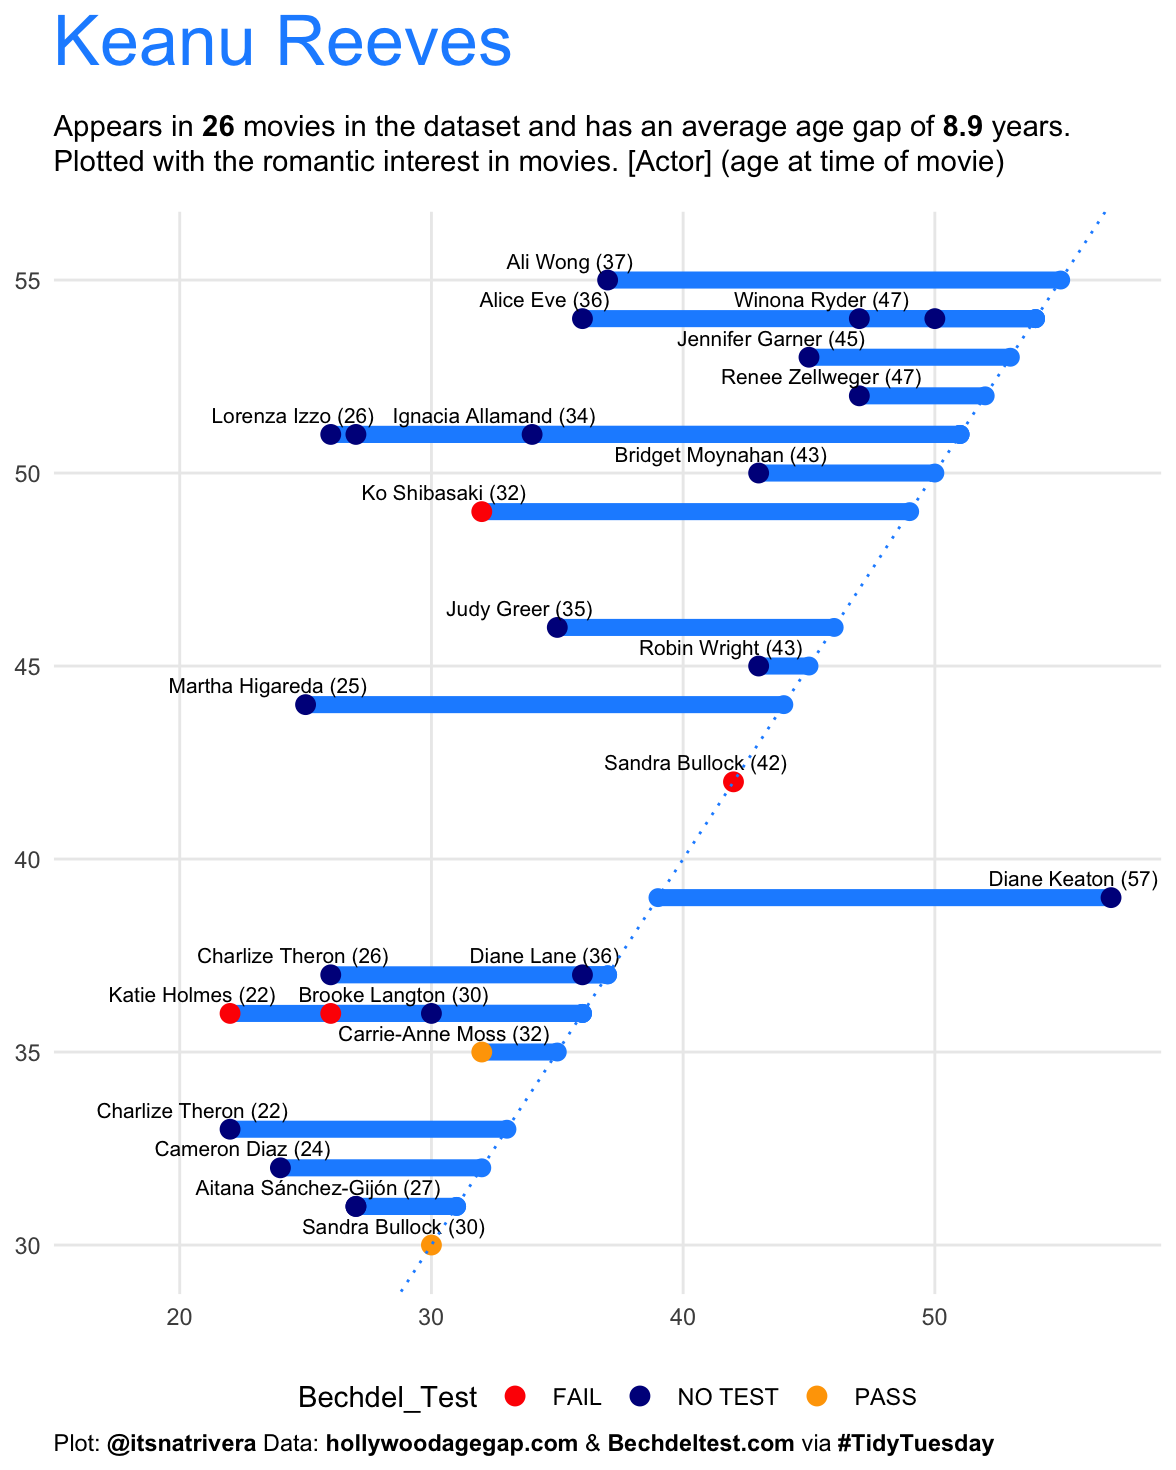 Keanu Reeves
Appears in 26 movies in the dataset and has an average age gap of 8.9 years.
Plotted with the romantic interest in movies. [Actor] (age at time of movie)
55
Ali Wong (37)
Alice Eve (36)
Winona Ryder (47)
Jennifer Garner (45)
Renee Zellweger (47)
Lorenza Izzo (26)
Ignacia Allamand (34)
50
Bridget Moynahan (43)
Ko Shibasaki (32)
Judy Greer (35)
45
Robin Wright (43)
Martha Higareda (25)
Sandra Bullock (42)
40
Diane Keaton (57)
Charlize Theron (26)
Diane Lane (36)
Katie Holmes (22)
Brooke Langton (30)
35
Carrie-Anne Moss (32)
Charlize Theron (22)
Cameron Diaz (24)
Aitana Sánchez-Gijón (27)
Sandra Bullock (30)
30
20
30
40
50
Bechdel_Test
FAIL
NO TEST
PASS
Plot: @itsnatrivera Data: hollywoodagegap.com & Bechdeltest.com via #TidyTuesday